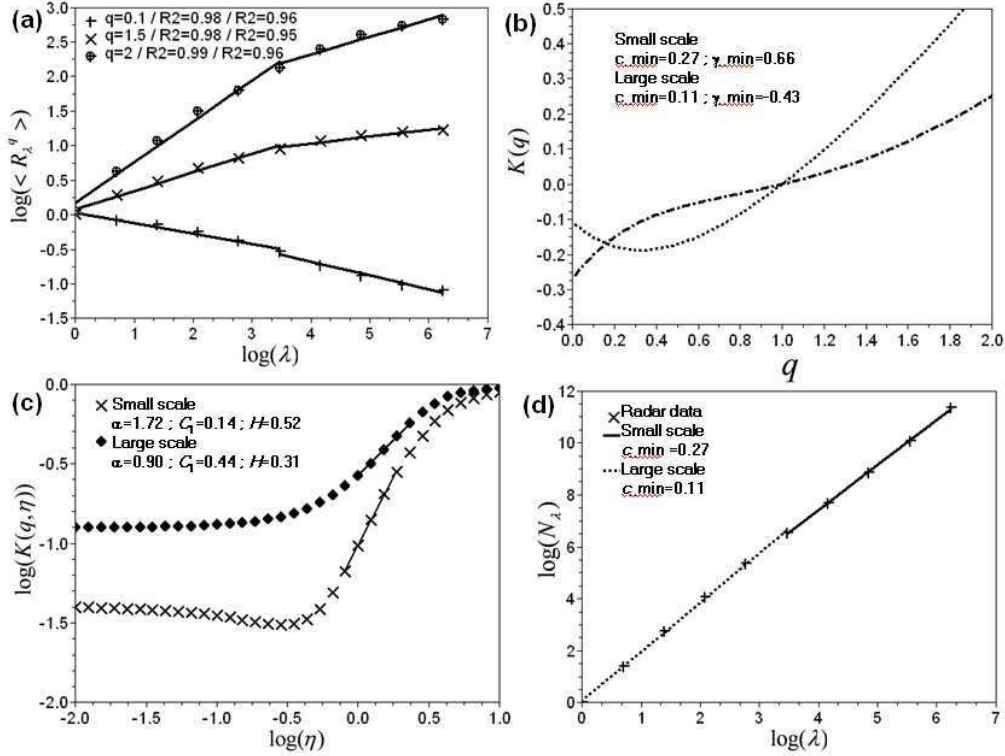 (a)
q=0.1 / R2=0.98 / R2=0.96
q=1.5 / R2=0.98 / R2=0.95
q=2 / R2=0.99 / R2=0.96
3.0
2.5
2.0
1.5
1.0
0.5
0.0
-0.5
-1.0
-1.5
0 1 2 3 4 5 6 7
log(< R_λ^q >)
log(λ)
(b)
Small scale
c_min=0.27 ; γ_min=0.66
Large scale
c_min=0.11 ; γ_min=-0.43
0.5
0.4
0.3
0.2
0.1
0.0
-0.1
-0.2
-0.3
-0.4
0.0 0.2 0.4 0.6 0.8 1.0 1.2 1.4 1.6 1.8 2.0
K(q)
q
(c)
Small scale
α=1.72 ; C₁=0.14 ; H=0.52
Large scale
α=0.90 ; C₁=0.44 ; H=0.31
0.0
-0.5
-1.0
-1.5
-2.0
-2.0 -1.5 -1.0 -0.5 0.0 0.5 1.0
log(K(q,η))
log(η)
(d)
Radar data
Small scale
c_min =0.27
Large scale
c_min=0.11
12
10
8
6
4
2
0
0 1 2 3 4 5 6 7
log(N_λ)
log(λ)